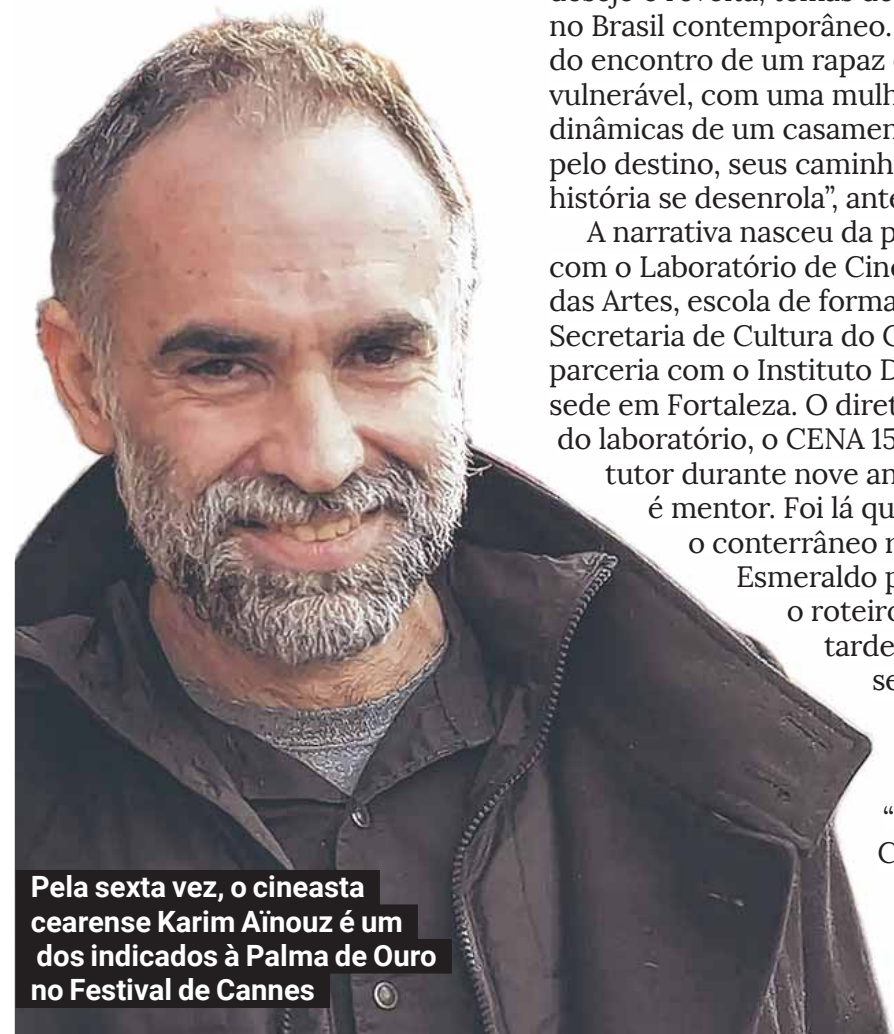 no Brasil contemporâneo.
do encontro de um rapaz
vulnerável, com uma mulh
dinâmicas de um casamen
pelo destino, seus caminh
história se desenrola”, ante
A narrativa nasceu da p
com o Laboratório de Cine
das Artes, escola de forma
Secretaria de Cultura do C
parceria com o Instituto D
sede em Fortaleza. O diret
do laboratório, o CENA 15
tutor durante nove an
é mentor. Foi lá qu
o conterrâneo r
Esmeraldo p
o roteiro
tarde
se
“
C
Pela sexta vez, o cineasta
cearense Karim Aïnouz é um
dos indicados à Palma de Ouro
no Festival de Cannes